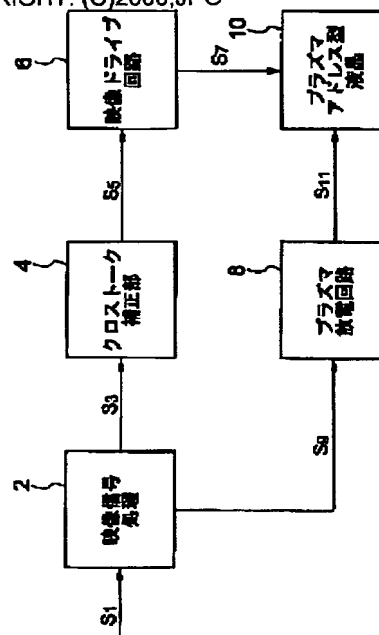 RIGHT: (C)2000,JPO
S1
2
映像信号
処理
S3
4
クロストーク
補正部
S5
6
映像ドライブ
回路
S7
S9
8
プラズマ
放電回路
S11
10
プラズマ
アドレス型
液晶